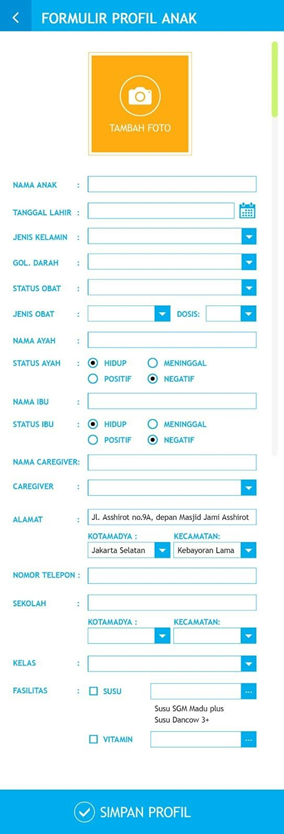 FORMULIR PROFIL ANAK
TAMBAH FOTO
NAMA ANAK :
TANGGAL LAHIR :
JENIS KELAMIN :
GOL. DARAH :
STATUS OBAT :
JENIS OBAT : DOSIS:
NAMA AYAH :
STATUS AYAH : HIDUP MENINGGAL
POSITIF NEGATIF
NAMA IBU :
STATUS IBU : HIDUP MENINGGAL
POSITIF NEGATIF
NAMA CAREGIVER:
CAREGIVER :
ALAMAT : Jl. Asshirot no.9A, depan Masjid Jami Asshirot
KOTAMADYA : KECAMATAN:
Jakarta Selatan Kebayoran Lama
NOMOR TELEPON :
SEKOLAH :
KOTAMADYA : KECAMATAN:
KELAS :
FASILITAS : SUSU ...
Susu SGM Madu plus
Susu Dancow 3+
VITAMIN ...
SIMPAN PROFIL